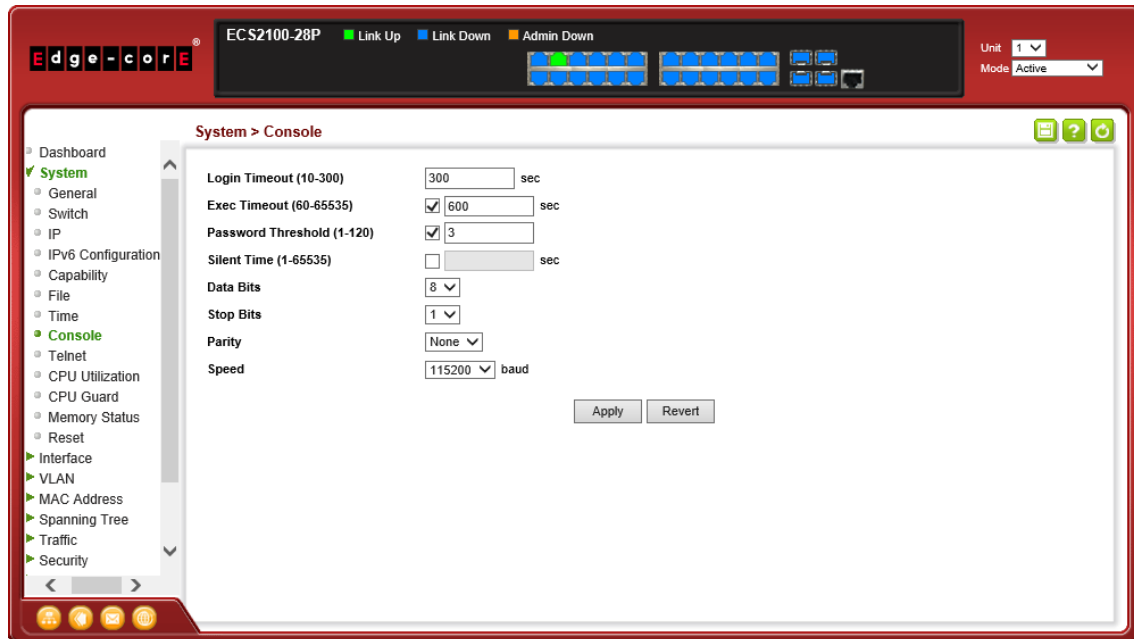 Edge-corE®
ECS2100-28P Link Up Link Down Admin Down
Unit 1
Mode Active
System > Console
Dashboard
System
General
Switch
IP
IPv6 Configuration
Capability
File
Time
Console
Telnet
CPU Utilization
CPU Guard
Memory Status
Reset
Interface
VLAN
MAC Address
Spanning Tree
Traffic
Security
Login Timeout (10-300) 300 sec
Exec Timeout (60-65535) 600 sec
Password Threshold (1-120) 3
Silent Time (1-65535) sec
Data Bits 8
Stop Bits 1
Parity None
Speed 115200 baud
Apply Revert